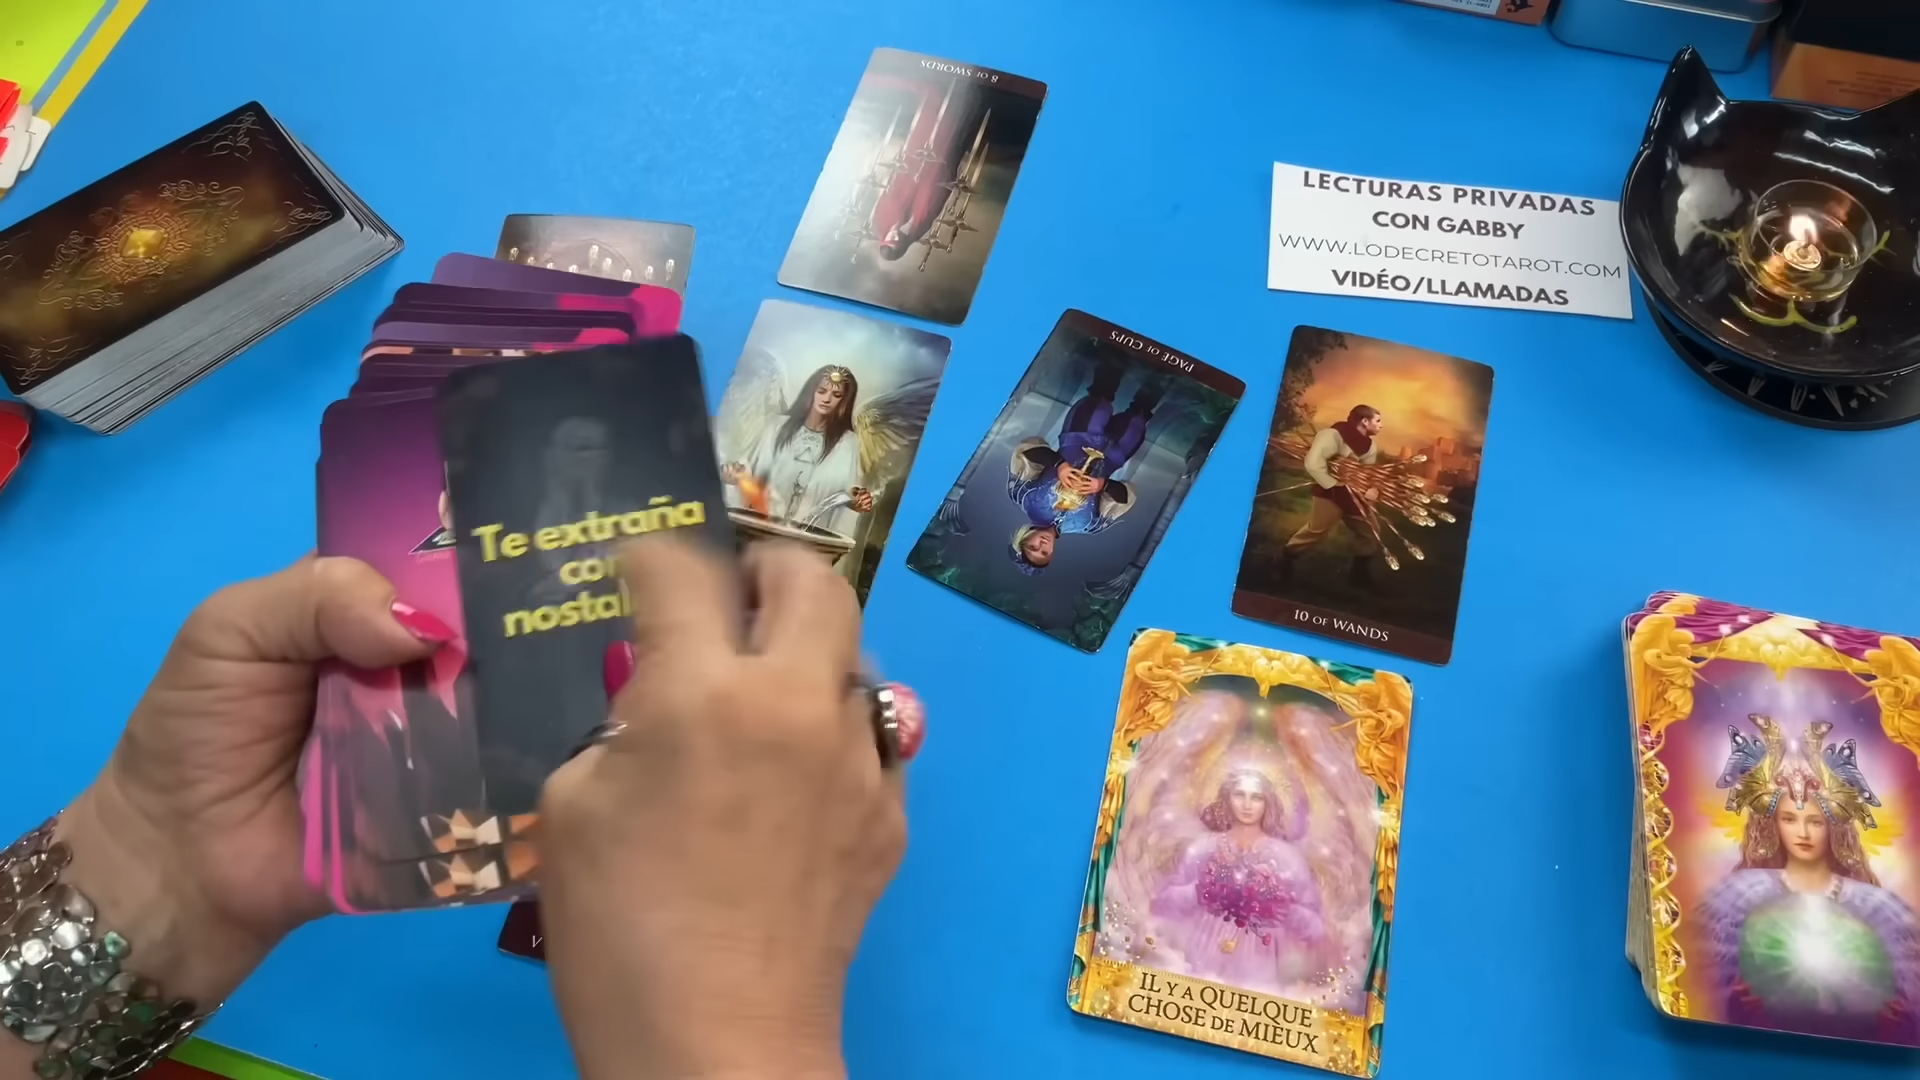 8 OF SWORDS
LECTURAS PRIVADAS
CON GABBY
WWW.LODECRETOTAROT.COM
VIDÉO/LLAMADAS
PAGE OF CUPS
Te extraña
10 OF WANDS
IL Y A QUELQUE
CHOSE DE MIEUX